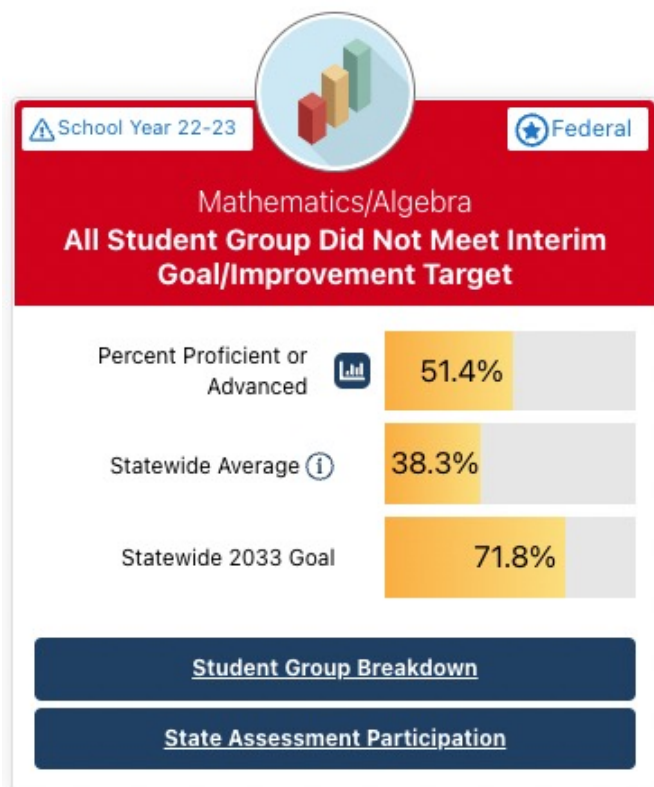 School Year 22-23
Federal
Mathematics/Algebra
All Student Group Did Not Meet Interim
Goal/Improvement Target
Percent Proficient or
Advanced
51.4%
Statewide Average
38.3%
Statewide 2033 Goal
71.8%
Student Group Breakdown
State Assessment Participation